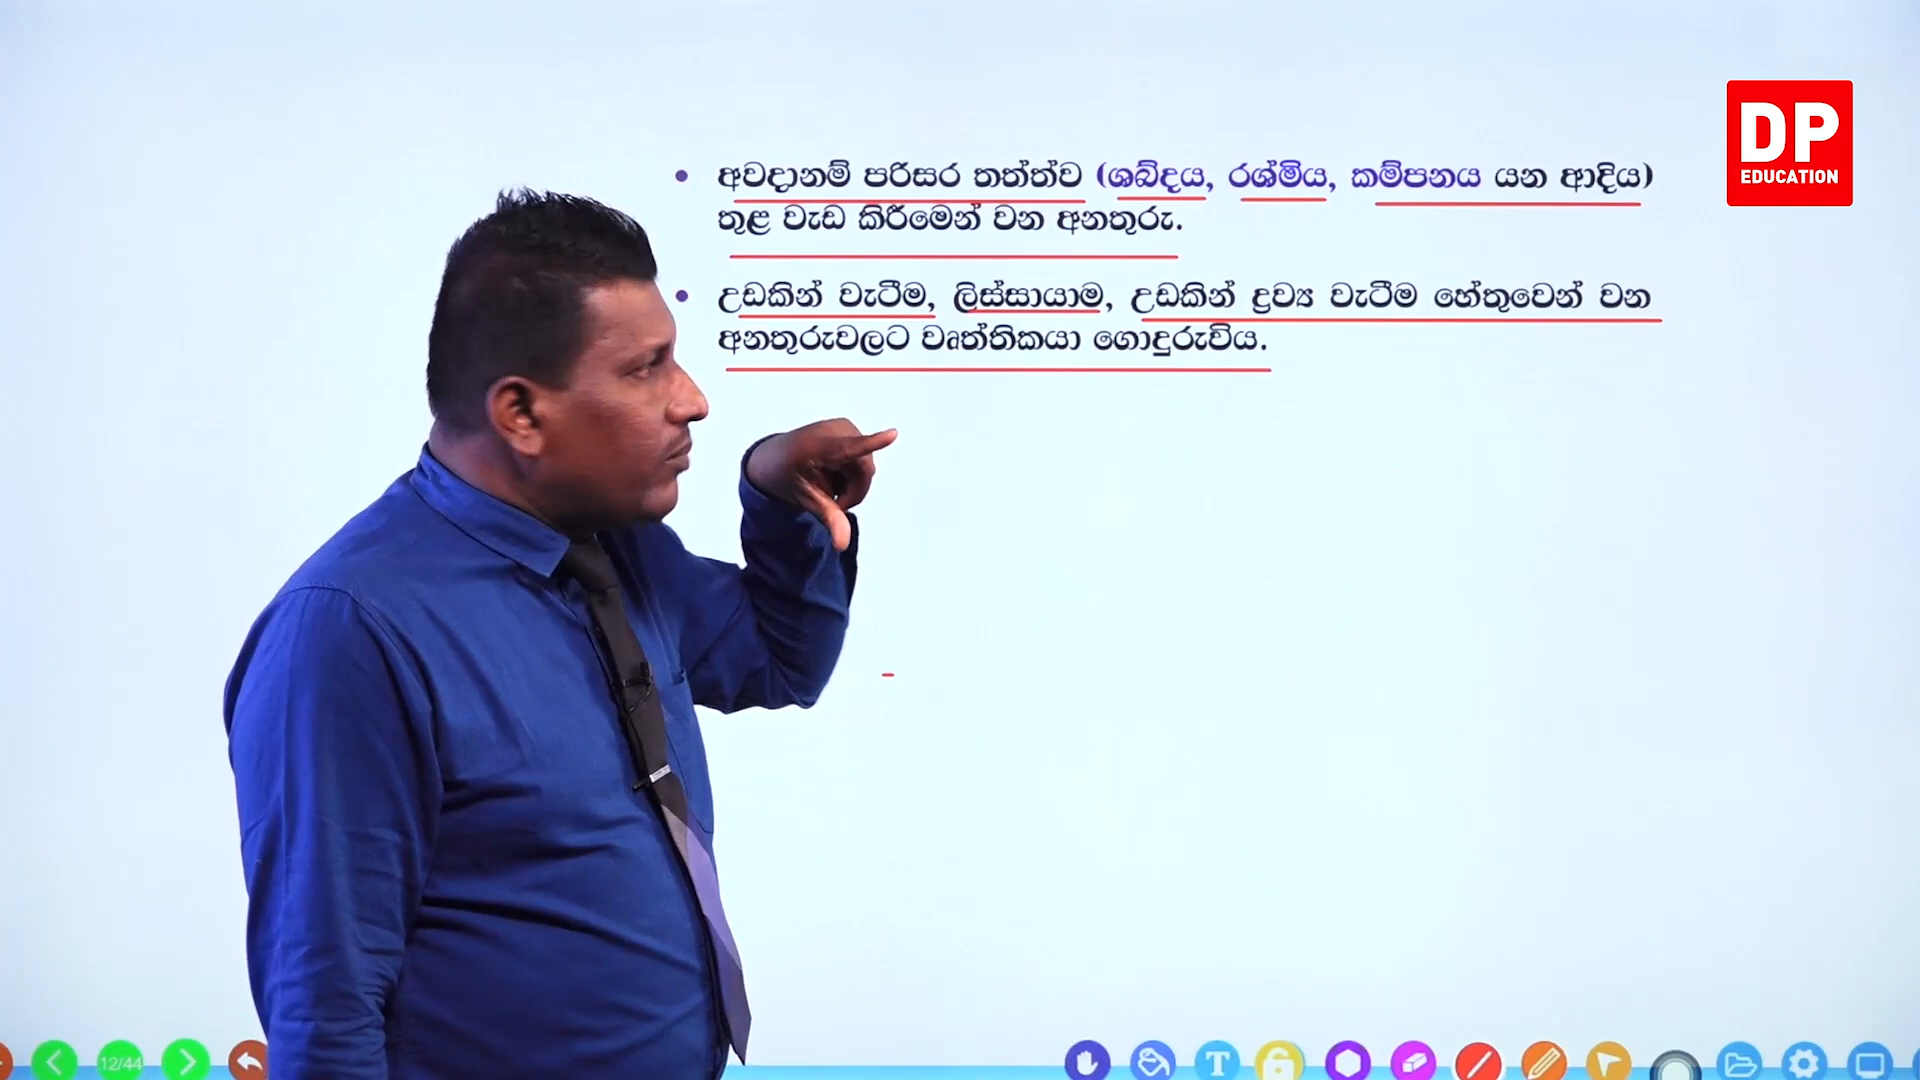 • අවදානම් පරිසර තත්ත්ව (ශබ්දය, රශ්මිය, කම්පනය යන ආදිය)
තුළ වැඩ කිරීමෙන් වන අනතුරු.
• උඩකින් වැටීම, ලිස්සායාම, උඩකින් ද්‍රව්‍ය වැටීම හේතුවෙන් වන
අනතුරුවලට වෘත්තිකයා ගොදුරුවිය.
DP
EDUCATION
12/44
T